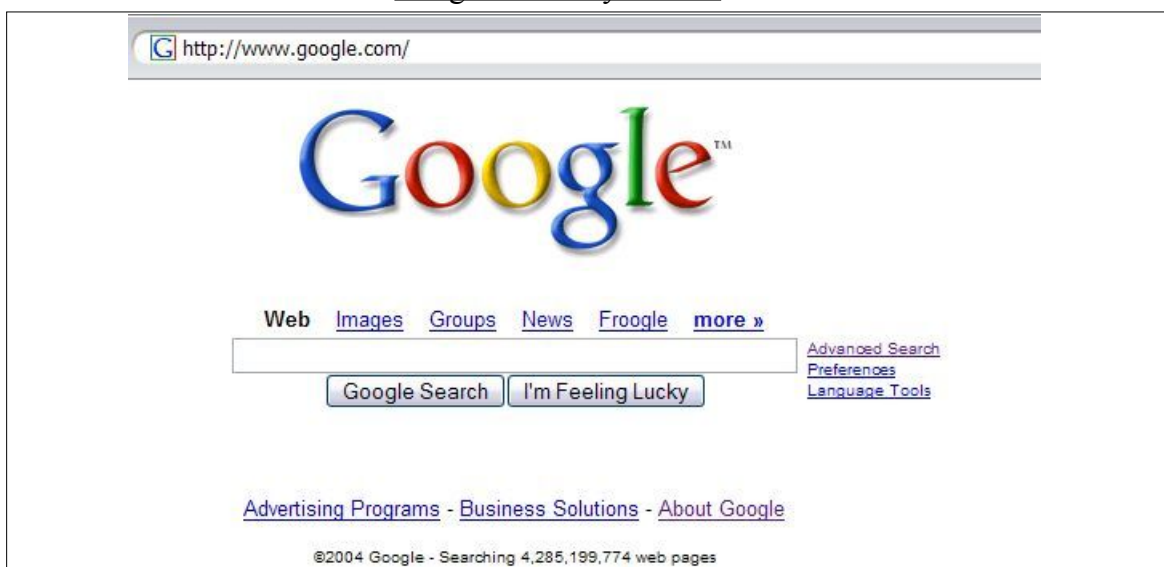 http://www.google.com/
Google™
Web Images Groups News Froogle more »
Advanced Search
Preferences
Language Tools
Google Search I'm Feeling Lucky
Advertising Programs - Business Solutions - About Google
©2004 Google - Searching 4,285,199,774 web pages